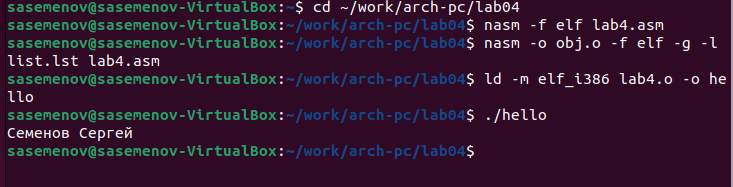 sasemenov@sasemenov-VirtualBox:~$ cd ~/work/arch-pc/lab04
sasemenov@sasemenov-VirtualBox:~/work/arch-pc/lab04$ nasm -f elf lab4.asm
sasemenov@sasemenov-VirtualBox:~/work/arch-pc/lab04$ nasm -o obj.o -f elf -g -l
list.lst lab4.asm
sasemenov@sasemenov-VirtualBox:~/work/arch-pc/lab04$ ld -m elf_i386 lab4.o -o he
llo
sasemenov@sasemenov-VirtualBox:~/work/arch-pc/lab04$ ./hello
Семенов Сергей
sasemenov@sasemenov-VirtualBox:~/work/arch-pc/lab04$